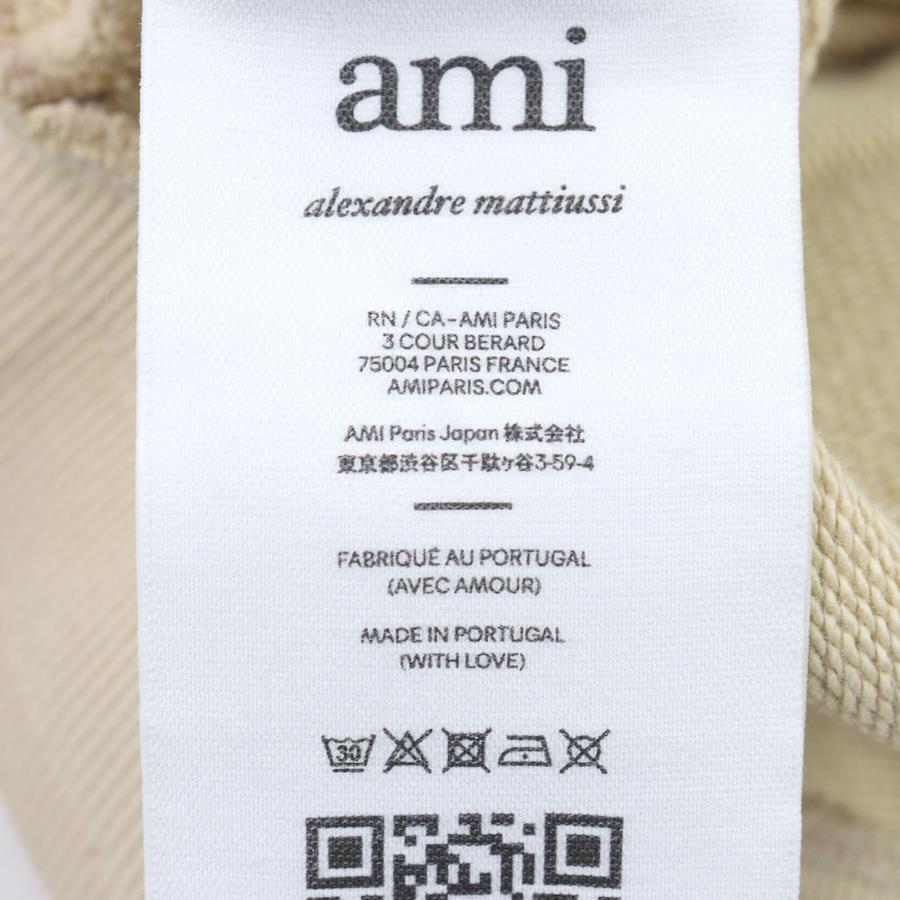 ami
alexandre mattiussi
RN / CA-AMI PARIS
3 COUR BERARD
75004 PARIS FRANCE
AMIPARIS.COM
AMI Paris Japan 株式会社
東京都渋谷区千駄ヶ谷3-59-4
FABRIQUÉ AU PORTUGAL
(AVEC AMOUR)
MADE IN PORTUGAL
(WITH LOVE)
30